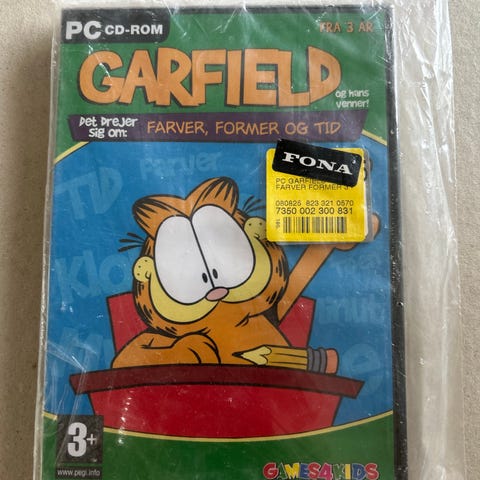 PC CD-ROM
FRA 3 ÅR
GARFIELD
og hans
venner!
Det Drejer
sig om:
FARVER, FORMER OG TID
FONA
PC GARFIELD
FARVER FORMER
080825 823 321 0570
7350 002 300 831
Farver
TID
3+
www.pegi.info
GAMES4KIDS